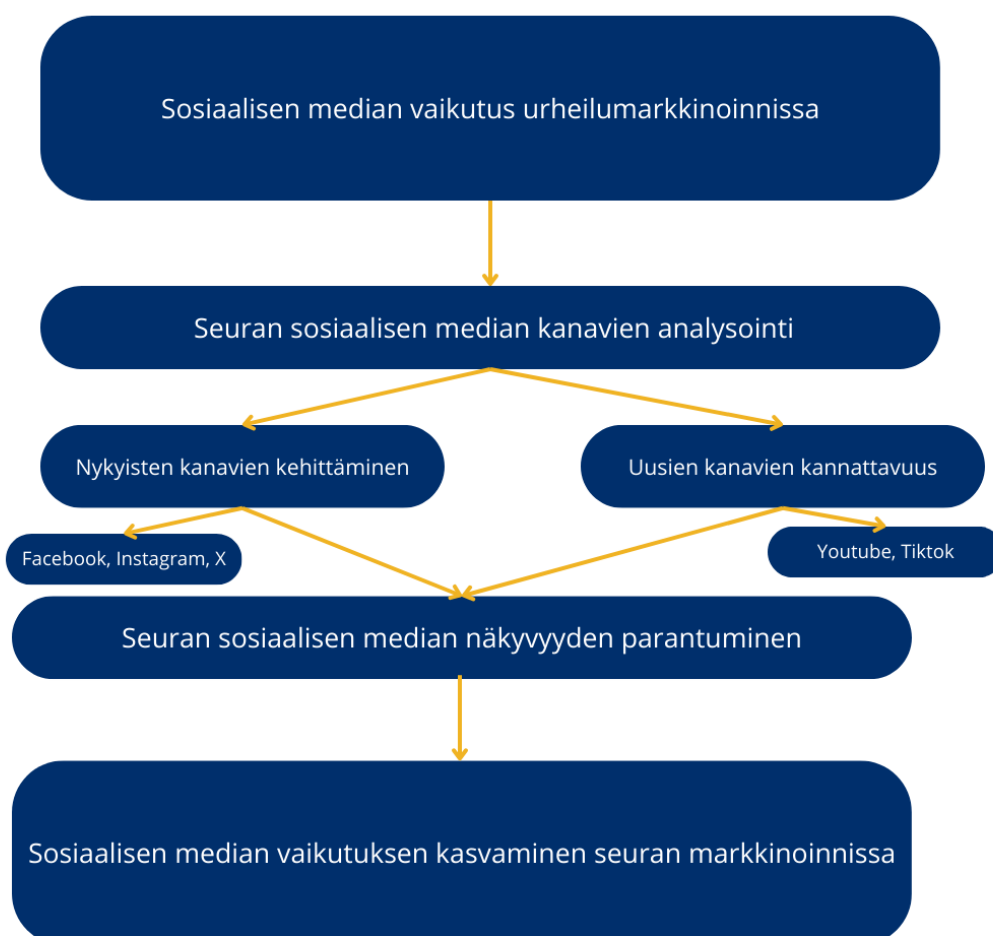 Sosiaalisen median vaikutus urheilumarkkinoinnissa
Seuran sosiaalisen median kanavien analysointi
Nykyisten kanavien kehittäminen
Uusien kanavien kannattavuus
Facebook, Instagram, X
Youtube, Tiktok
Seuran sosiaalisen median näkyvyyden parantuminen
Sosiaalisen median vaikutuksen kasvaminen seuran markkinoinnissa